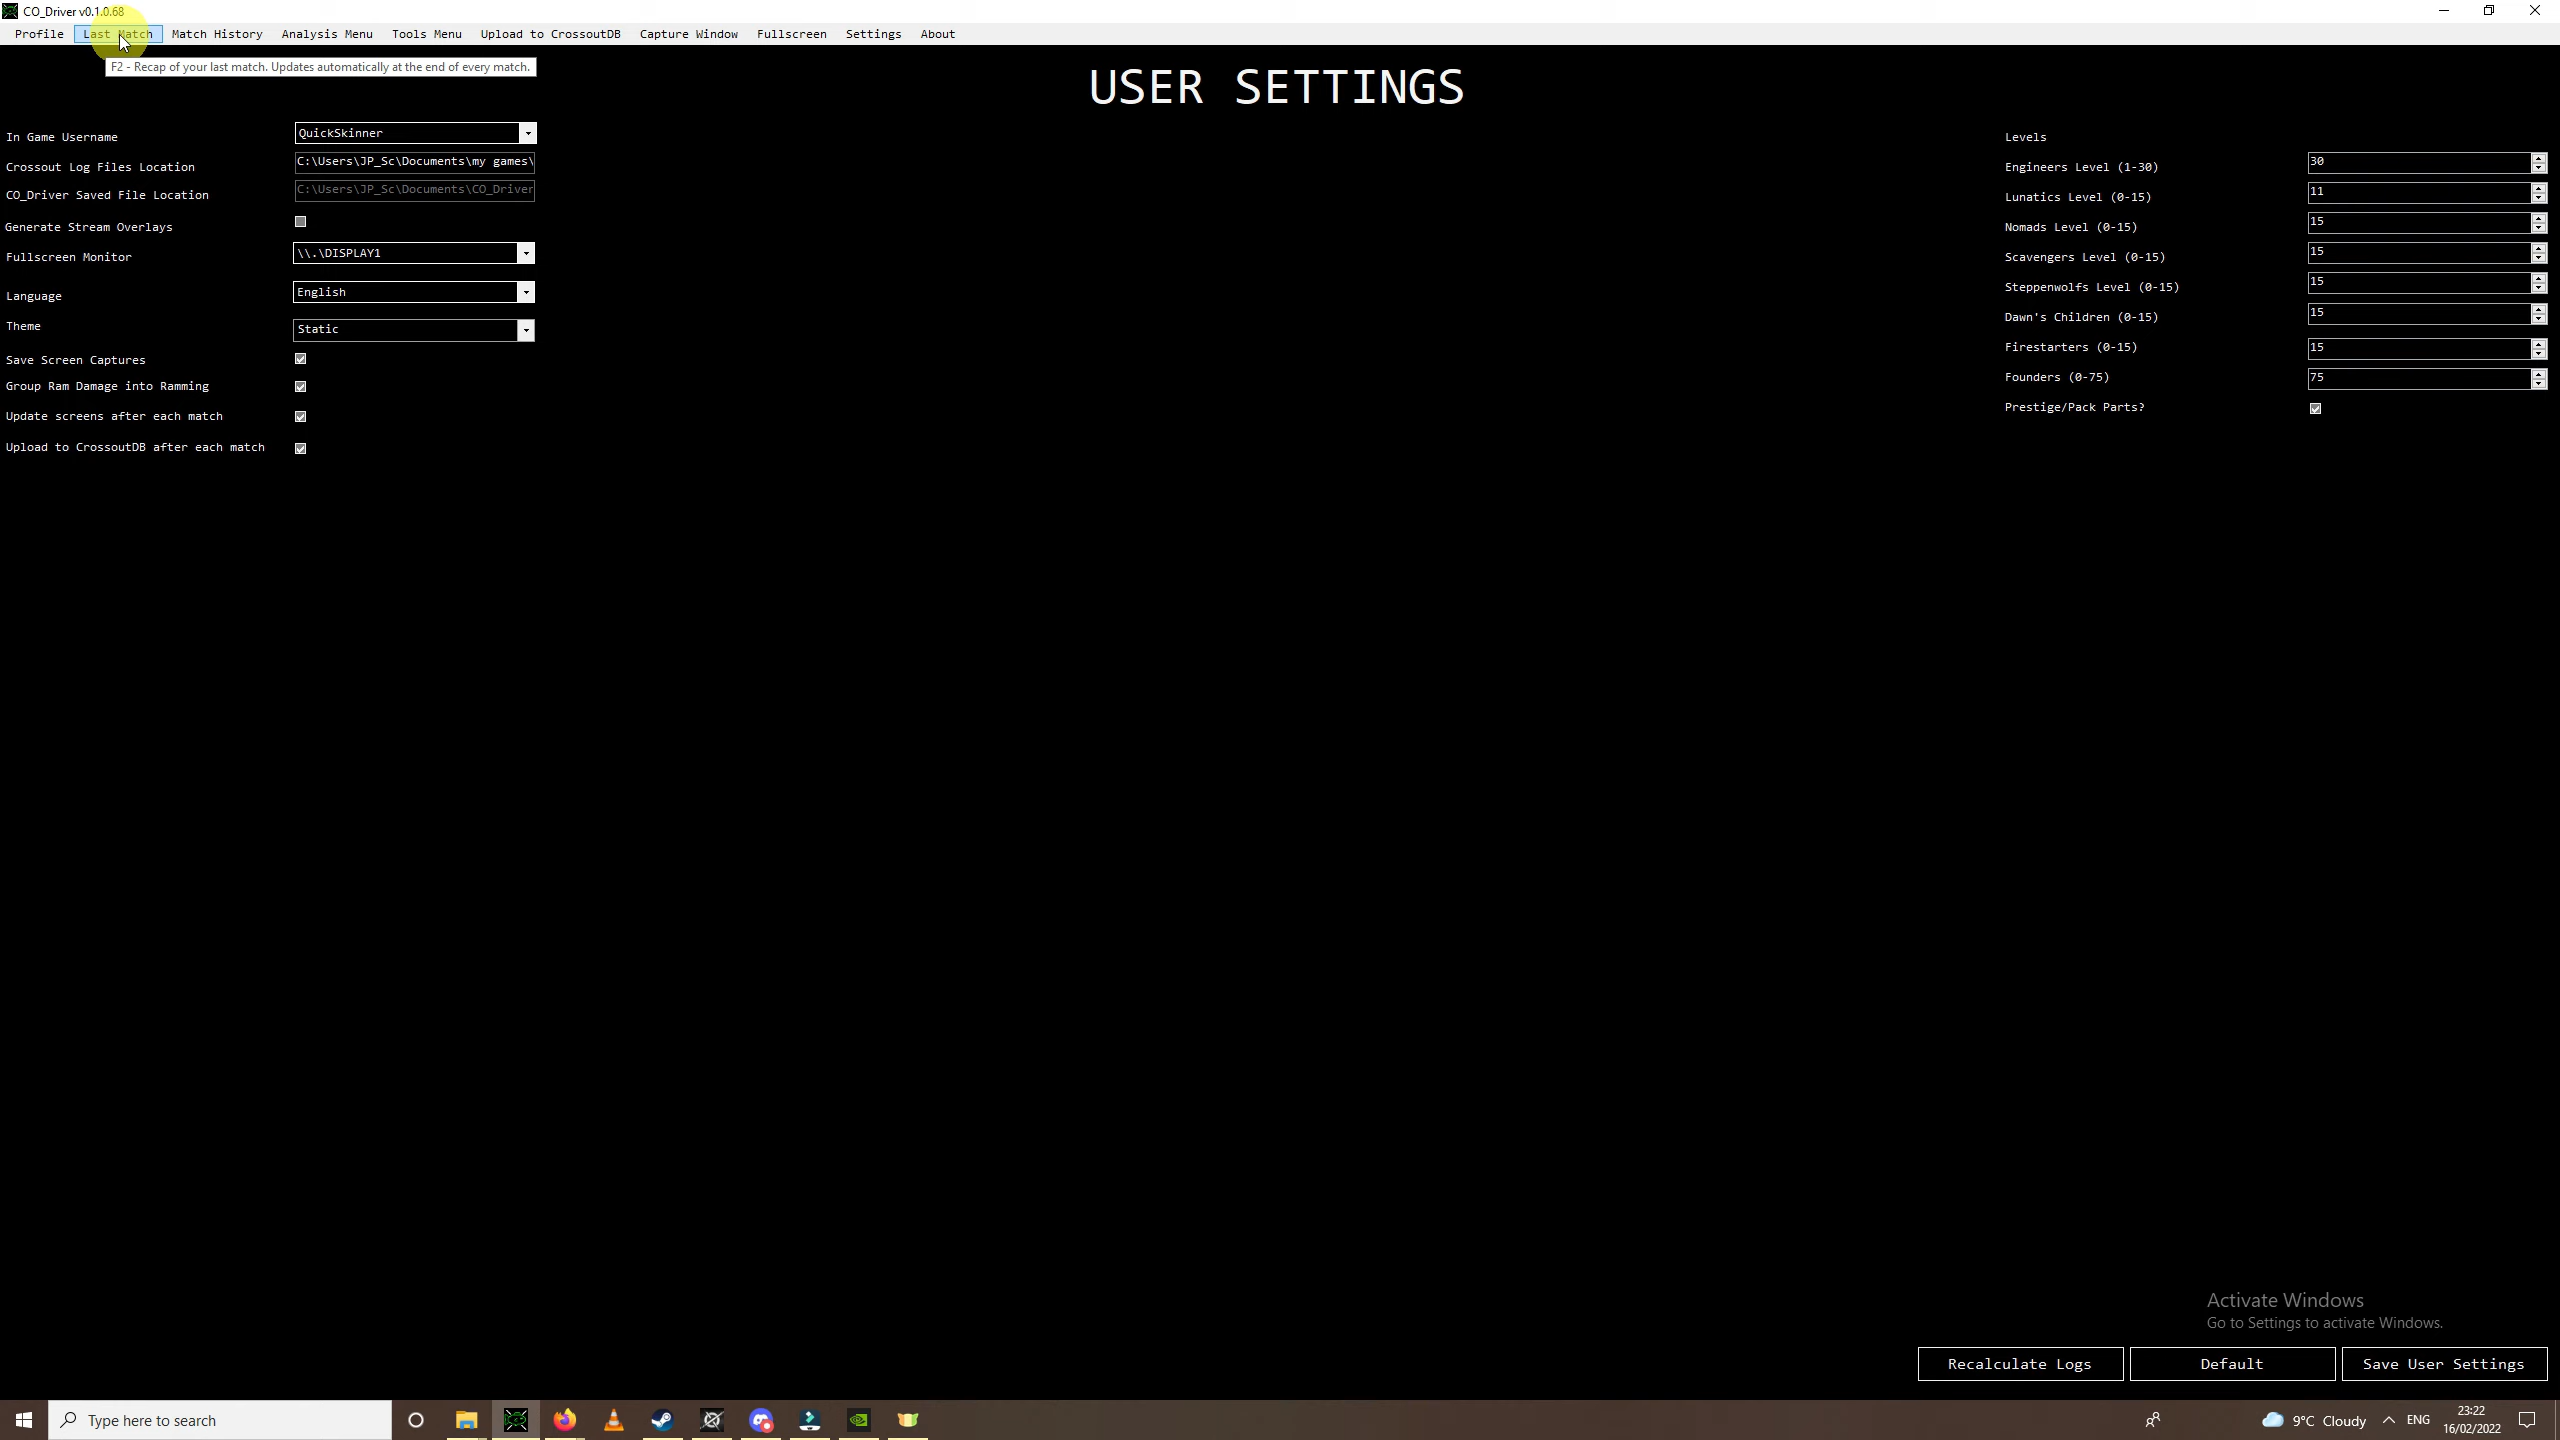 CO_Driver v0.1.0.68
Profile Last Match Match History Analysis Menu Tools Menu Upload to CrossoutDB Capture Window Fullscreen Settings About
F2 - Recap of your last match. Updates automatically at the end of every match.
USER SETTINGS
In Game Username QuickSkinner
Crossout Log Files Location C:\Users\JP_Sc\Documents\my games\
CO_Driver Saved File Location C:\Users\JP_Sc\Documents\CO_Driver
Generate Stream Overlays
Fullscreen Monitor \\.\DISPLAY1
Language English
Theme Static
Save Screen Captures
Group Ram Damage into Ramming
Update screens after each match
Upload to CrossoutDB after each match
Levels
Engineers Level (1-30) 30
Lunatics Level (0-15) 11
Nomads Level (0-15) 15
Scavengers Level (0-15) 15
Steppenwolfs Level (0-15) 15
Dawn's Children (0-15) 15
Firestarters (0-15) 15
Founders (0-75) 75
Prestige/Pack Parts?
Activate Windows
Go to Settings to activate Windows.
Recalculate Logs Default Save User Settings
Type here to search
9°C Cloudy ENG
23:22
16/02/2022